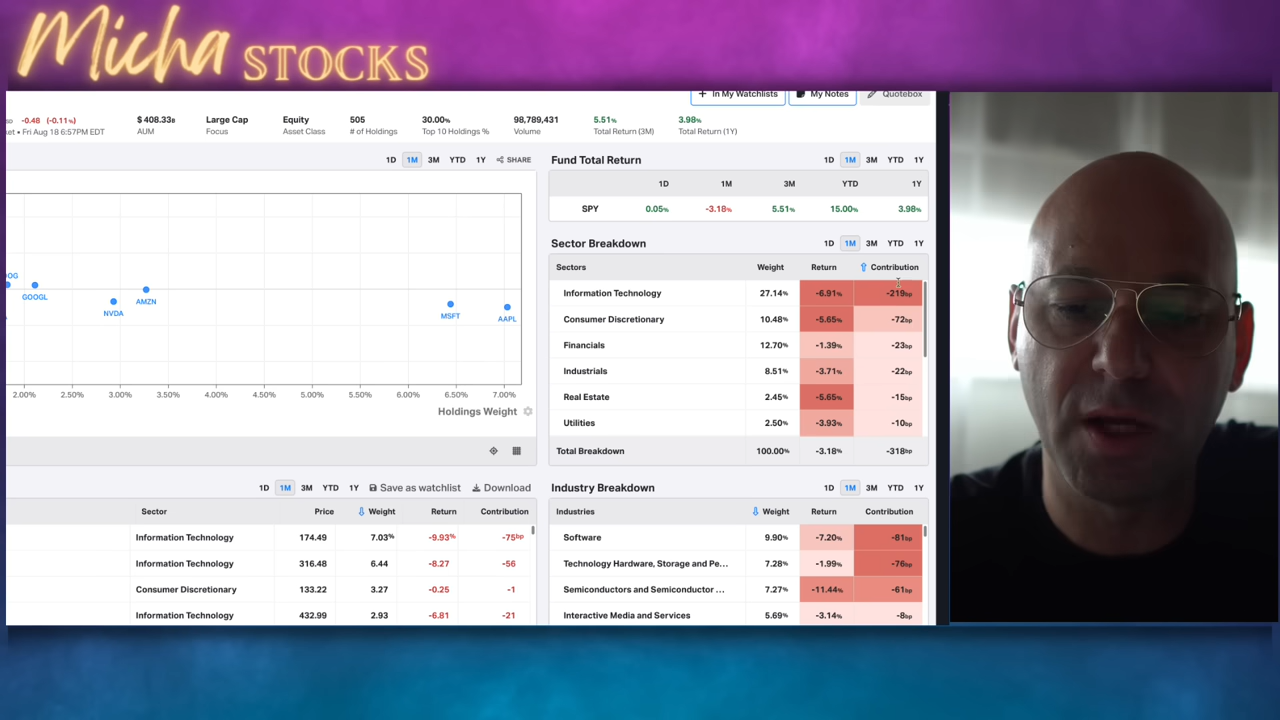 Micha STOCKS
+ In My Watchlists My Notes Quotebox
-0.48 (-0.11%) $ 408.33B Large Cap Equity 505 30.00% 98,789,431 5.51% 3.98%
• Fri Aug 18 6:57PM EDT AUM Focus Asset Class # of Holdings Top 10 Holdings % Volume Total Return (3M) Total Return (1Y)
1D 1M 3M YTD 1Y SHARE
OG
GOOGL
NVDA
AMZN
MSFT
AAPL
2.00% 2.50% 3.00% 3.50% 4.00% 4.50% 5.00% 5.50% 6.00% 6.50% 7.00%
Holdings Weight
Fund Total Return 1D 1M 3M YTD 1Y
1D 1M 3M YTD 1Y
SPY 0.05% -3.18% 5.51% 15.00% 3.98%
Sector Breakdown 1D 1M 3M YTD 1Y
Sectors Weight Return Contribution
Information Technology 27.14% -6.91% -219bp
Consumer Discretionary 10.48% -5.65% -72bp
Financials 12.70% -1.39% -23bp
Industrials 8.51% -3.71% -22bp
Real Estate 2.45% -5.65% -15bp
Utilities 2.50% -3.93% -10bp
Total Breakdown 100.00% -3.18% -318bp
1D 1M 3M YTD 1Y Save as watchlist Download
Sector Price Weight Return Contribution
Information Technology 174.49 7.03% -9.93% -75bp
Information Technology 316.48 6.44 -8.27 -56
Consumer Discretionary 133.22 3.27 -0.25 -1
Information Technology 432.99 2.93 -6.81 -21
Industry Breakdown 1D 1M 3M YTD 1Y
Industries Weight Return Contribution
Software 9.90% -7.20% -81bp
Technology Hardware, Storage and Pe... 7.28% -1.99% -76bp
Semiconductors and Semiconductor ... 7.27% -11.44% -61bp
Interactive Media and Services 5.69% -3.14% -8bp